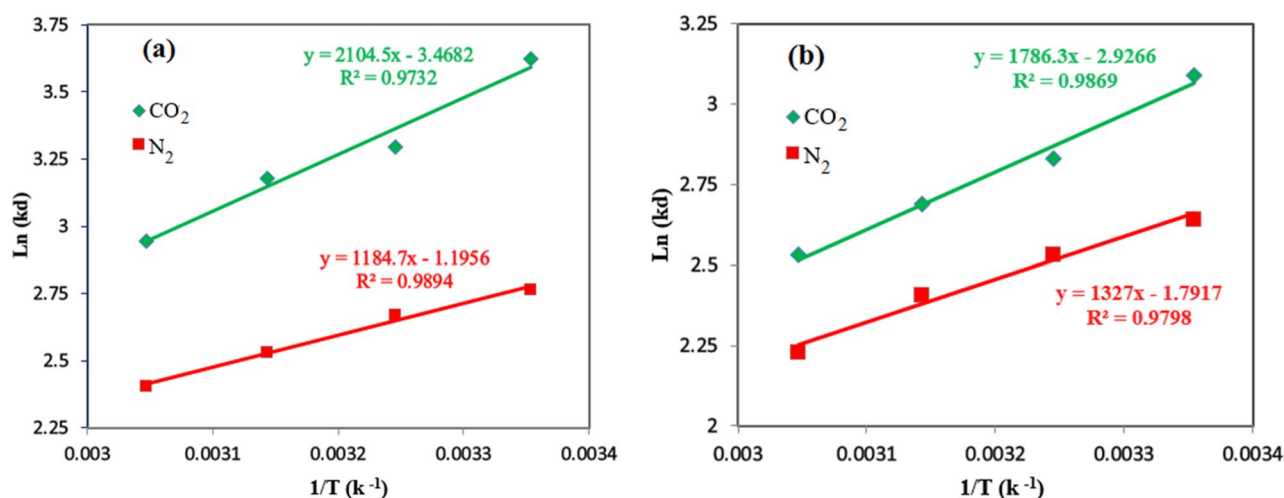 (a)
y = 2104.5x - 3.4682
R² = 0.9732
CO₂
N₂
y = 1184.7x - 1.1956
R² = 0.9894
Ln (kd)
3.75
3.5
3.25
3
2.75
2.5
2.25
0.003
0.0031
0.0032
0.0033
0.0034
1/T (k⁻¹)
(b)
y = 1786.3x - 2.9266
R² = 0.9869
CO₂
N₂
y = 1327x - 1.7917
R² = 0.9798
Ln (kd)
3.25
3
2.75
2.5
2.25
2
0.003
0.0031
0.0032
0.0033
0.0034
1/T (k⁻¹)